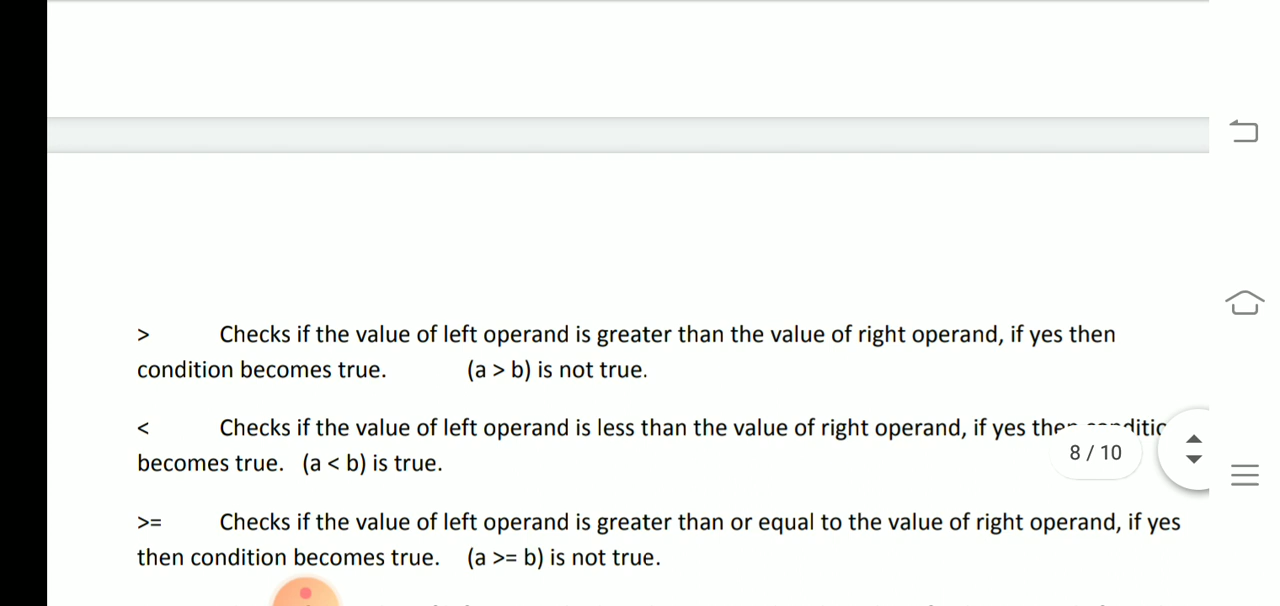 > Checks if the value of left operand is greater than the value of right operand, if yes then
condition becomes true. (a > b) is not true.
< Checks if the value of left operand is less than the value of right operand, if yes
becomes true. (a < b) is true.
8 / 10
>= Checks if the value of left operand is greater than or equal to the value of right operand, if yes
then condition becomes true. (a >= b) is not true.